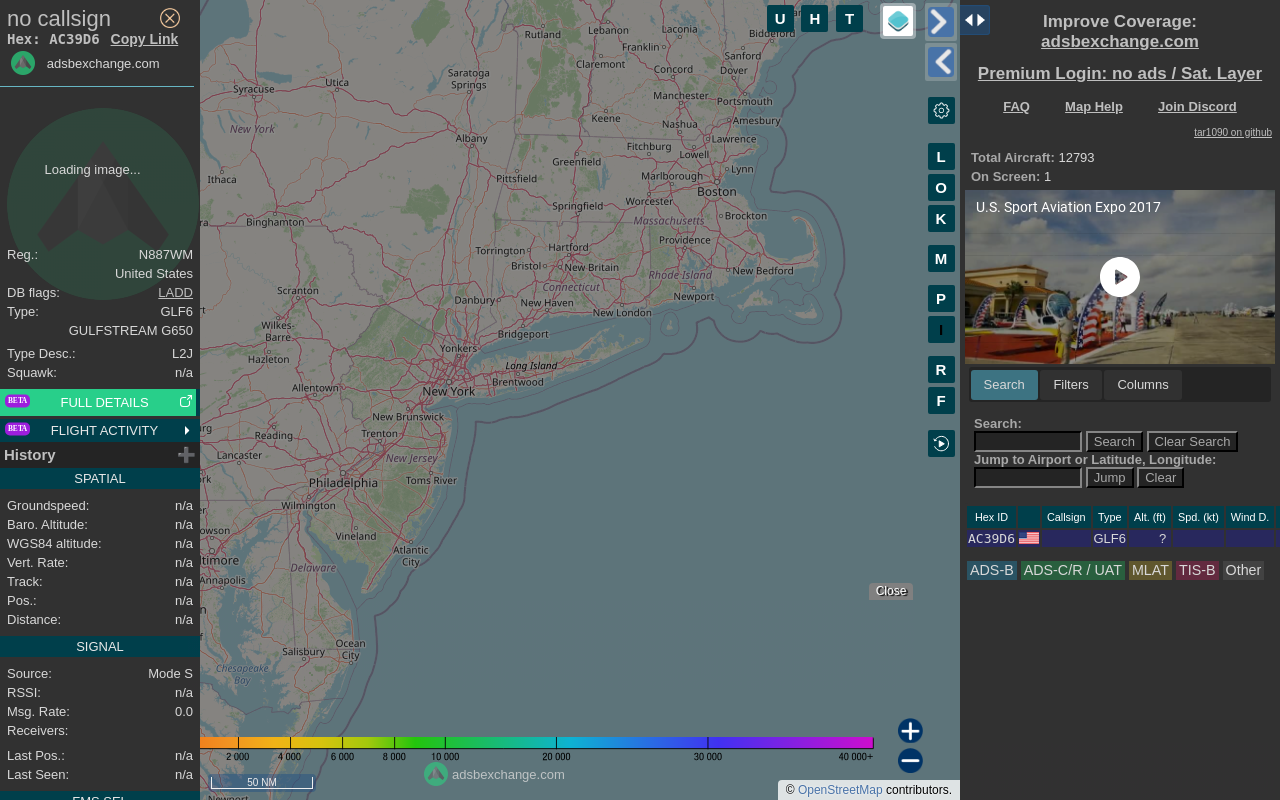 no callsign
Hex: AC39D6 Copy Link
adsbexchange.com
Loading image...
Reg.: N887WM
United States
DB flags: LADD
Type: GLF6
GULFSTREAM G650
Type Desc.: L2J
Squawk: n/a
BETA FULL DETAILS
BETA FLIGHT ACTIVITY
History
SPATIAL
Groundspeed: n/a
Baro. Altitude: n/a
WGS84 altitude: n/a
Vert. Rate: n/a
Track: n/a
Pos.: n/a
Distance: n/a
SIGNAL
Source: Mode S
RSSI: n/a
Msg. Rate: 0.0
Receivers:
Last Pos.: n/a
Last Seen: n/a
FMS SEL
U H T
L
O
K
M
P
I
R
F
Rutland
Lebanon
Laconia
Biddeford
Franklin
Sanford
Claremont
Concord
Dover
Saratoga
Springs
Utica
Syracuse
Manchester
Portsmouth
Keene
Nashua
Amesbury
New York
Albany
Lawrence
Fitchburg
Lowell
Greenfield
Lynn
Ithaca
Pittsfield
Marlborough
Boston
Springfield
Worcester
Binghamton
Massachusetts
Brockton
Torrington
Hartford
Providence
Bristol
New Britain
Rhode Island
New Bedford
Connecticut
Scranton
Danbury
New Haven
Newport
New London
Wilkes-
Barre
Bridgeport
Yonkers
Hazleton
Long Island
Allentown
New York
Brentwood
New Brunswick
Reading
Trenton
Lancaster
New Jersey
Philadelphia
Toms River
Wilmington
Vineland
Atlantic
City
Delaware
Annapolis
Ocean
City
Salisbury
Chesapeake
Bay
Newport
Close
2 000 4 000 6 000 8 000 10 000 20 000 30 000 40 000+
50 NM
adsbexchange.com
© OpenStreetMap contributors.
Improve Coverage:
adsbexchange.com
Premium Login: no ads / Sat. Layer
FAQ Map Help Join Discord
tar1090 on github
Total Aircraft: 12793
On Screen: 1
U.S. Sport Aviation Expo 2017
Search Filters Columns
Search:
Search Clear Search
Jump to Airport or Latitude, Longitude:
Jump Clear
Hex ID Callsign Type Alt. (ft) Spd. (kt) Wind D.
AC39D6 GLF6 ?
ADS-B ADS-C/R / UAT MLAT TIS-B Other